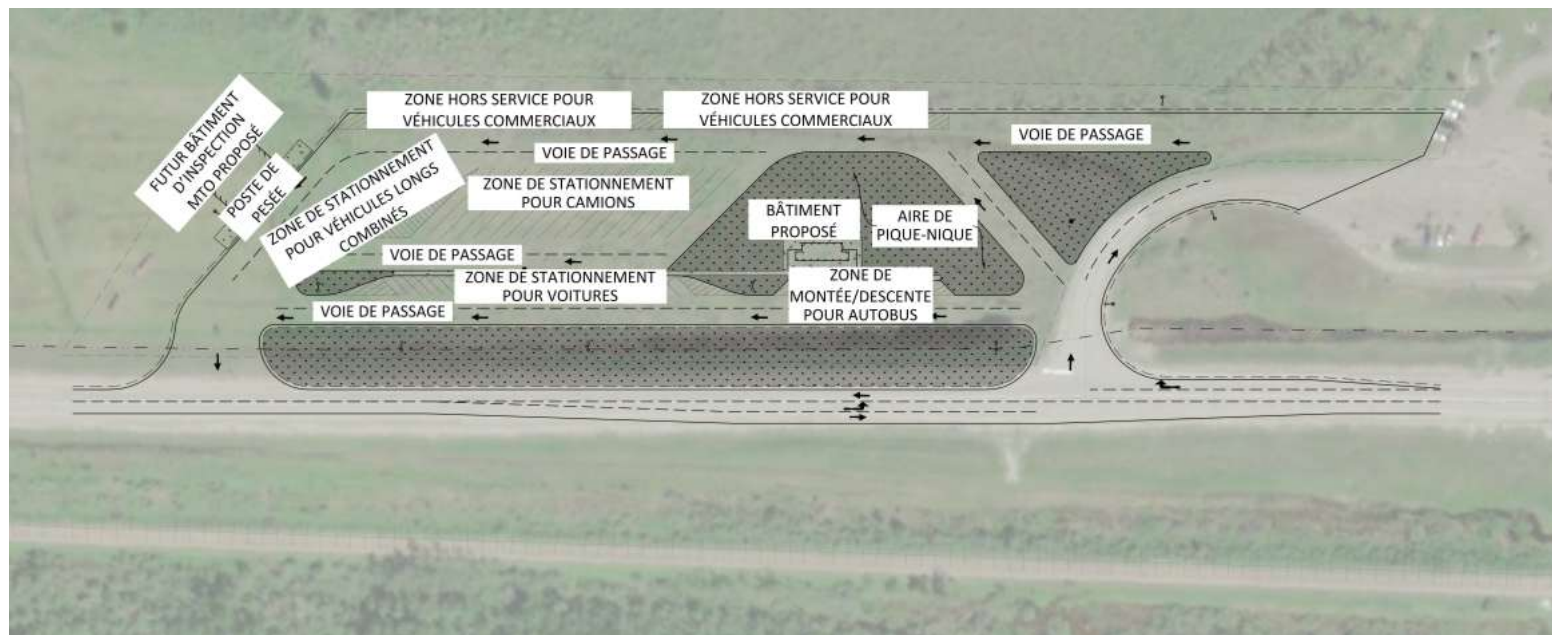 ZONE HORS SERVICE POUR
VÉHICULES COMMERCIAUX
ZONE HORS SERVICE POUR
VÉHICULES COMMERCIAUX
VOIE DE PASSAGE
FUTUR BÂTIMENT
D'INSPECTION
MTO PROPOSÉ
POSTE DE
PESÉE
ZONE DE STATIONNEMENT
POUR VÉHICULES LONGS
COMBINÉS
VOIE DE PASSAGE
ZONE DE STATIONNEMENT
POUR CAMIONS
BÂTIMENT
PROPOSÉ
AIRE DE
PIQUE-NIQUE
VOIE DE PASSAGE
ZONE DE STATIONNEMENT
POUR VOITURES
ZONE DE
MONTÉE/DESCENTE
POUR AUTOBUS
VOIE DE PASSAGE